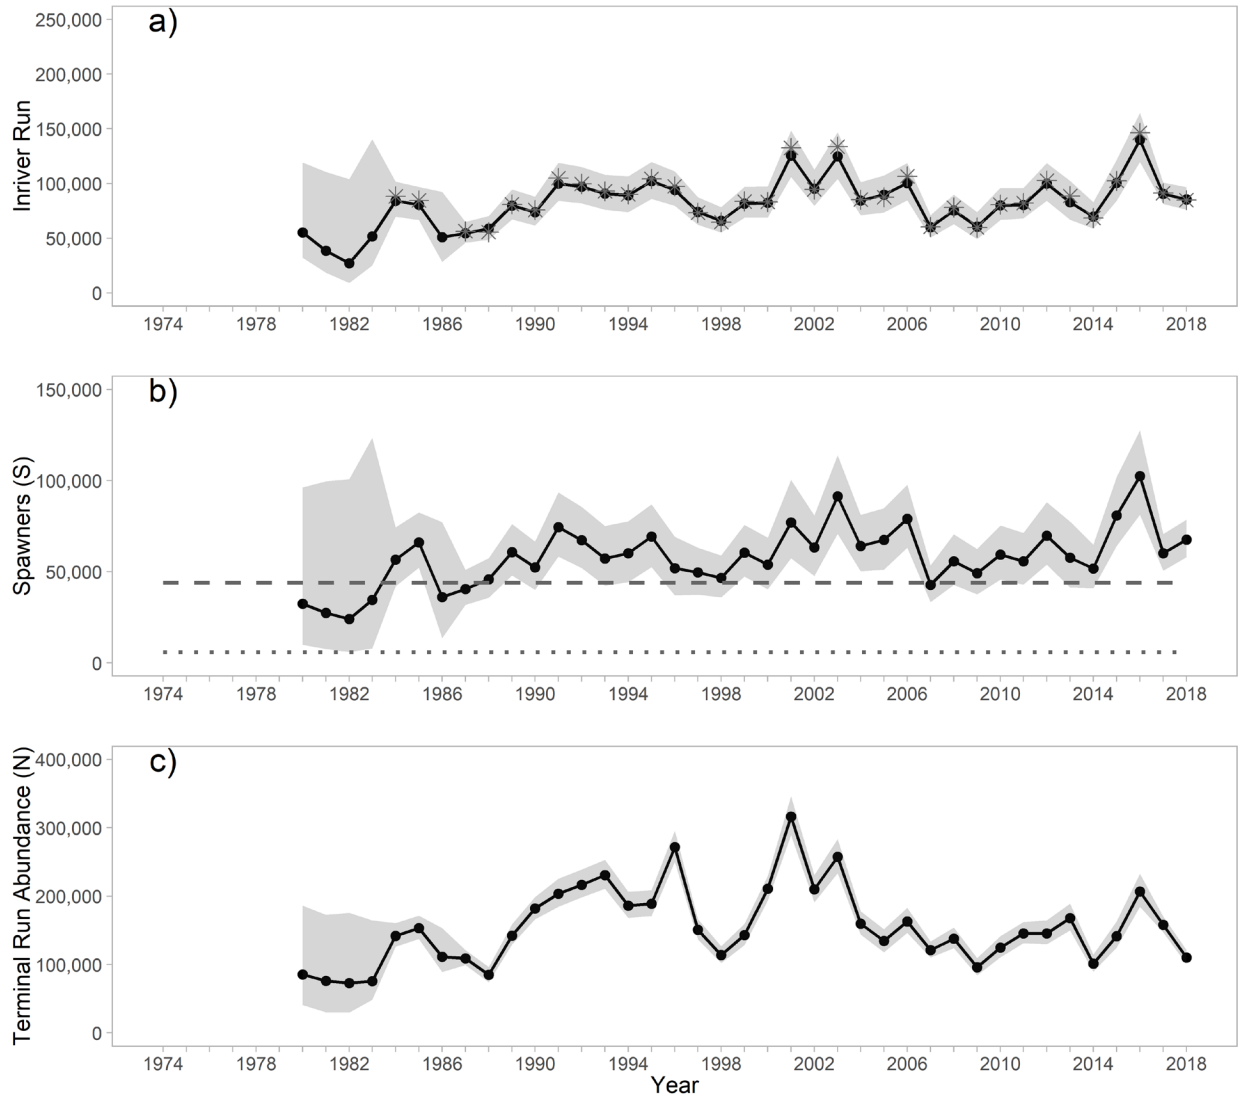 a)
250,000
200,000
150,000
100,000
50,000
0
Inriver Run
1974 1978 1982 1986 1990 1994 1998 2002 2006 2010 2014 2018
b)
150,000
100,000
50,000
0
Spawners (S)
1974 1978 1982 1986 1990 1994 1998 2002 2006 2010 2014 2018
c)
400,000
300,000
200,000
100,000
0
Terminal Run Abundance (N)
1974 1978 1982 1986 1990 1994 1998 2002 2006 2010 2014 2018
Year